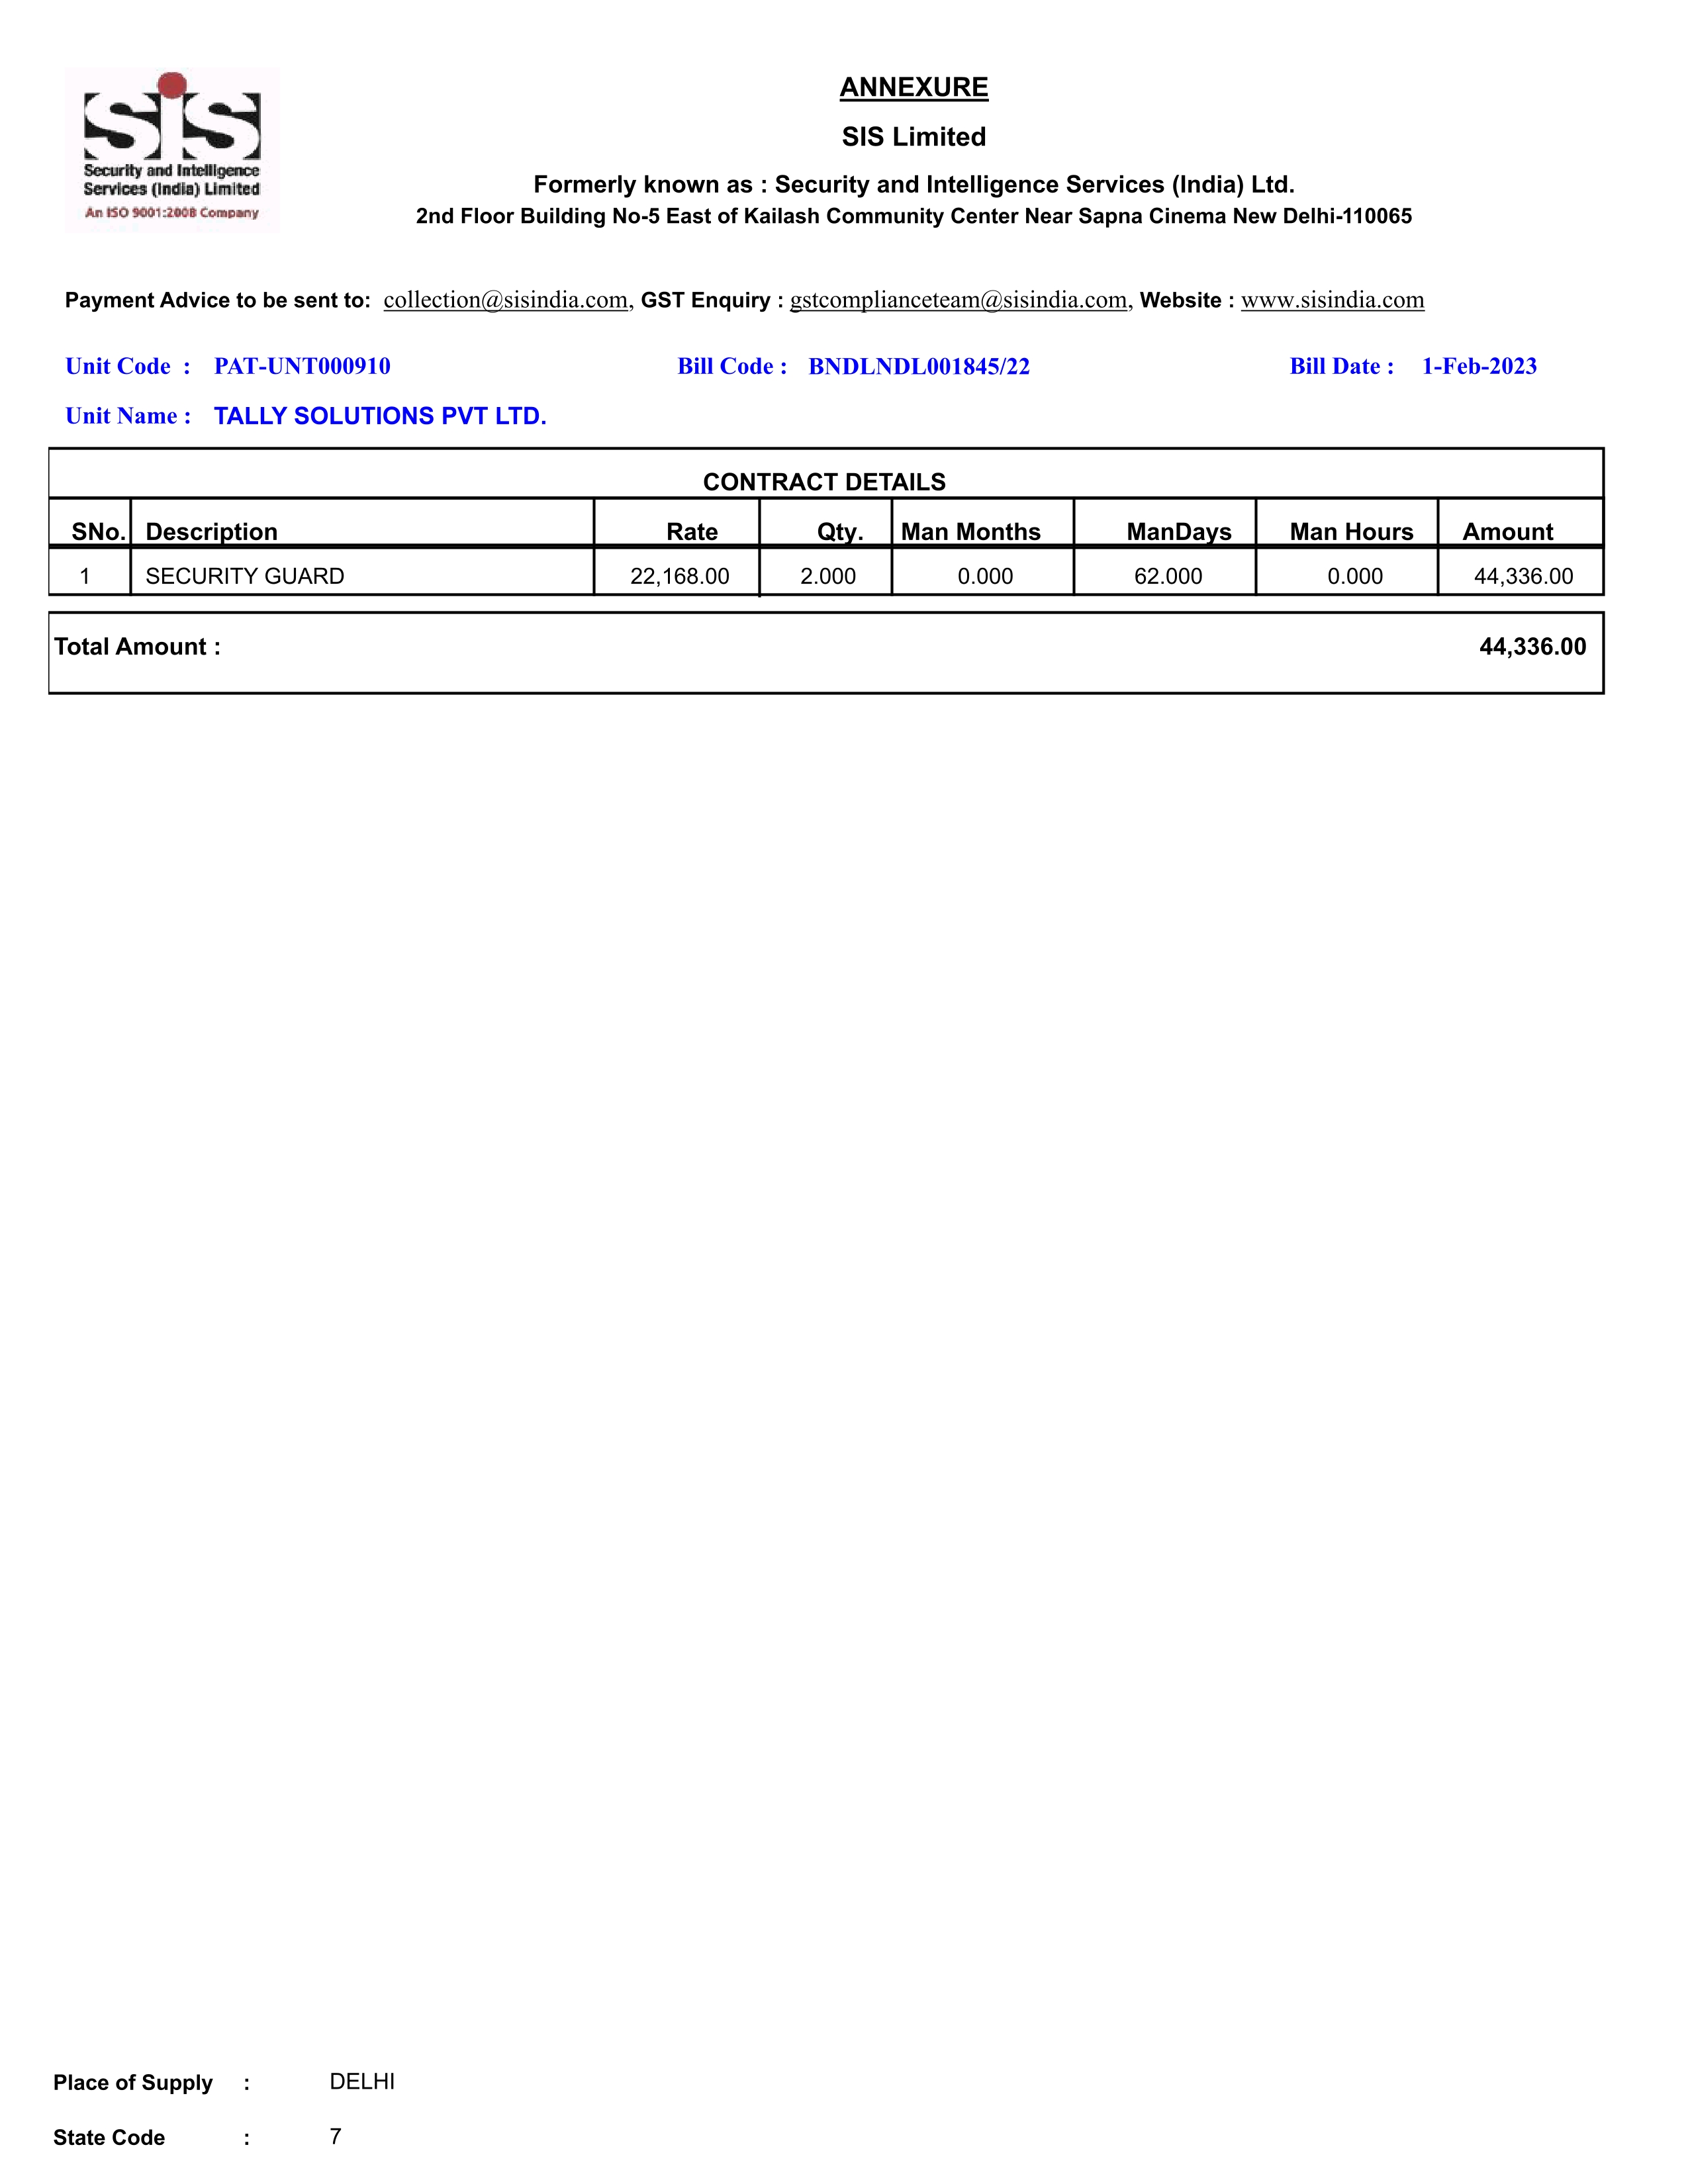 sis
Security and Intelligence
Services (India) Limited
An ISO 9001:2008 Company
ANNEXURE
SIS Limited
Formerly known as : Security and Intelligence Services (India) Ltd.
2nd Floor Building No-5 East of Kailash Community Center Near Sapna Cinema New Delhi-110065
Payment Advice to be sent to: collection@sisindia.com, GST Enquiry : gstcomplianceteam@sisindia.com, Website : www.sisindia.com
Unit Code : PAT-UNT000910 Bill Code : BNDLNDL001845/22 Bill Date : 1-Feb-2023
Unit Name : TALLY SOLUTIONS PVT LTD.
CONTRACT DETAILS
SNo. Description Rate Qty. Man Months ManDays Man Hours Amount
1 SECURITY GUARD 22,168.00 2.000 0.000 62.000 0.000 44,336.00
Total Amount : 44,336.00
Place of Supply : DELHI
State Code : 7